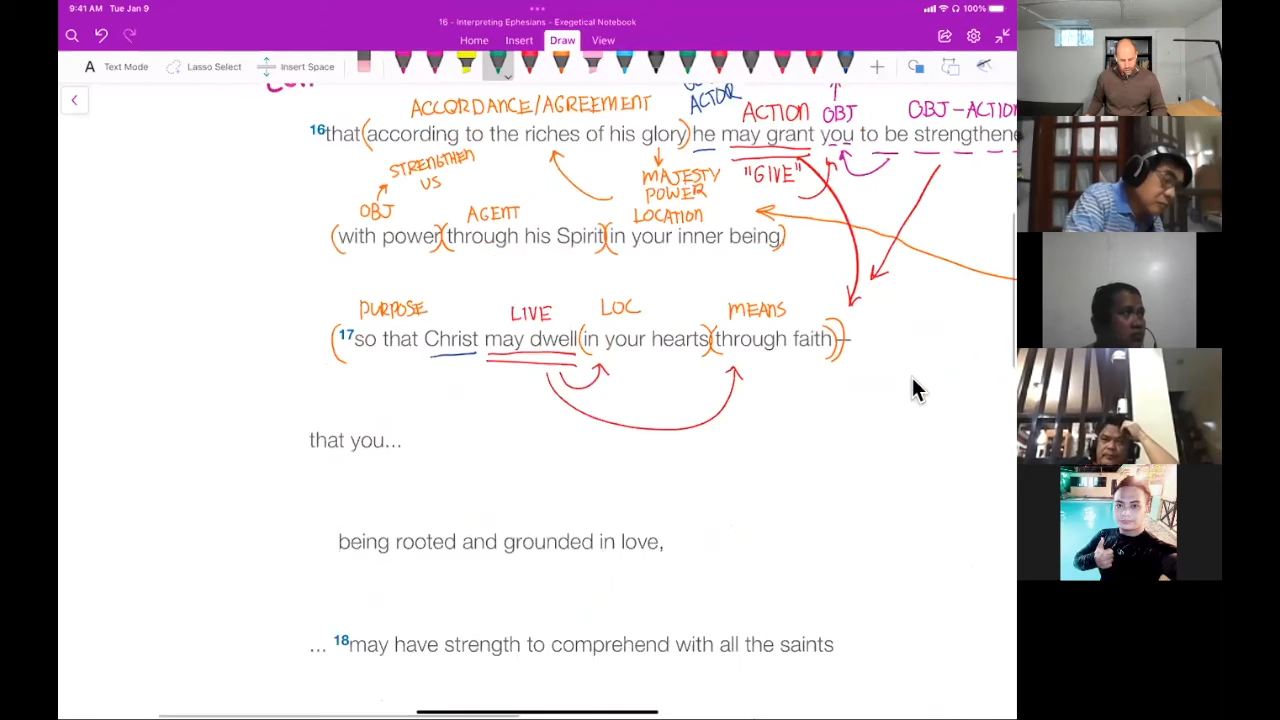 9:41 AM Tue Jan 9
100%
16 - Interpreting Ephesians - Exegetical Notebook
Home Insert Draw View
A Text Mode Lasso Select Insert Space
ACTOR
ACCORDANCE/AGREEMENT ACTION OBJ OBJ-ACTION
16that (according to the riches of his glory) he may grant you to be strengthene
STRENGTHEN US
MAJESTY POWER
"GIVE"
OBJ AGENT LOCATION
(with power)(through his Spirit)(in your inner being)
PURPOSE LIVE LOC MEANS
(17so that Christ may dwell(in your hearts)(through faith))–
that you...
being rooted and grounded in love,
... 18may have strength to comprehend with all the saints